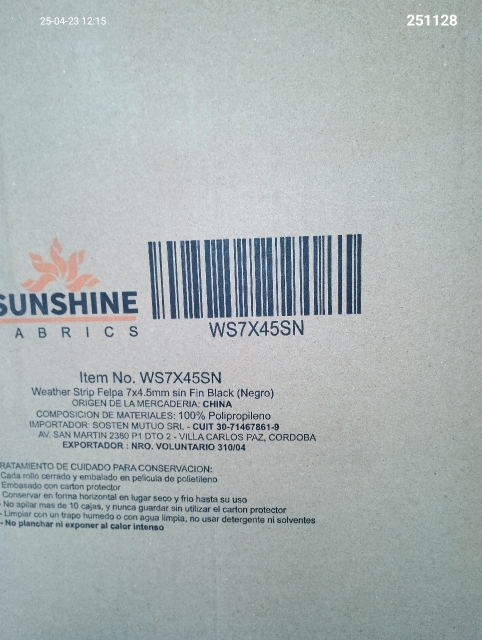 25-04-23 12:15
251128
SUNSHINE
ABRICS
WS7X45SN
Item No. WS7X45SN
Weather Strip Felpa 7x4.5mm sin Fin Black (Negro)
ORIGEN DE LA MERCADERIA: CHINA
COMPOSICION DE MATERIALES: 100% Polipropileno
IMPORTADOR: SOSTEN MUTUO SRL - CUIT 30-71467861-9
AV. SAN MARTIN 2380 P1 DTO 2 - VILLA CARLOS PAZ, CORDOBA
EXPORTADOR : NRO. VOLUNTARIO 310/04
RATAMIENTO DE CUIDADO PARA CONSERVACION:
Cada rollo cerrado y embalado en pelicula de polietileno
Embasado con carton protector
Conservar en forma horizontal en lugar seco y frio hasta su uso
- No apilar mas de 10 cajas, y nunca guardar sin utilizar el carton protector
- Limpiar con un trapo humedo o con agua limpia, no usar detergente ni solventes
- No planchar ni exponer al calor intenso